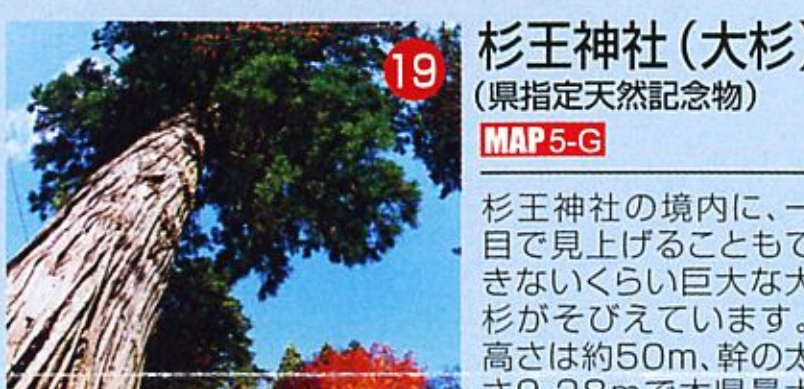 19
杉王神社(大杉)
(県指定天然記念物)
MAP 5-G
杉王神社の境内に、一
目で見上げることもで
きないくらい巨大な大
杉がそびえています。
高さは約50m、幹の太